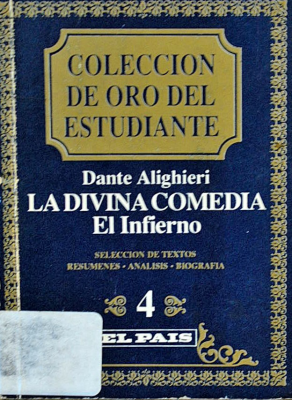 COLECCION
DE ORO DEL
ESTUDIANTE
Dante Alighieri
LA DIVINA COMEDIA
El Infierno
SELECCION DE TEXTOS
RESUMENES - ANALISIS - BIOGRAFIA
4
EL PAIS